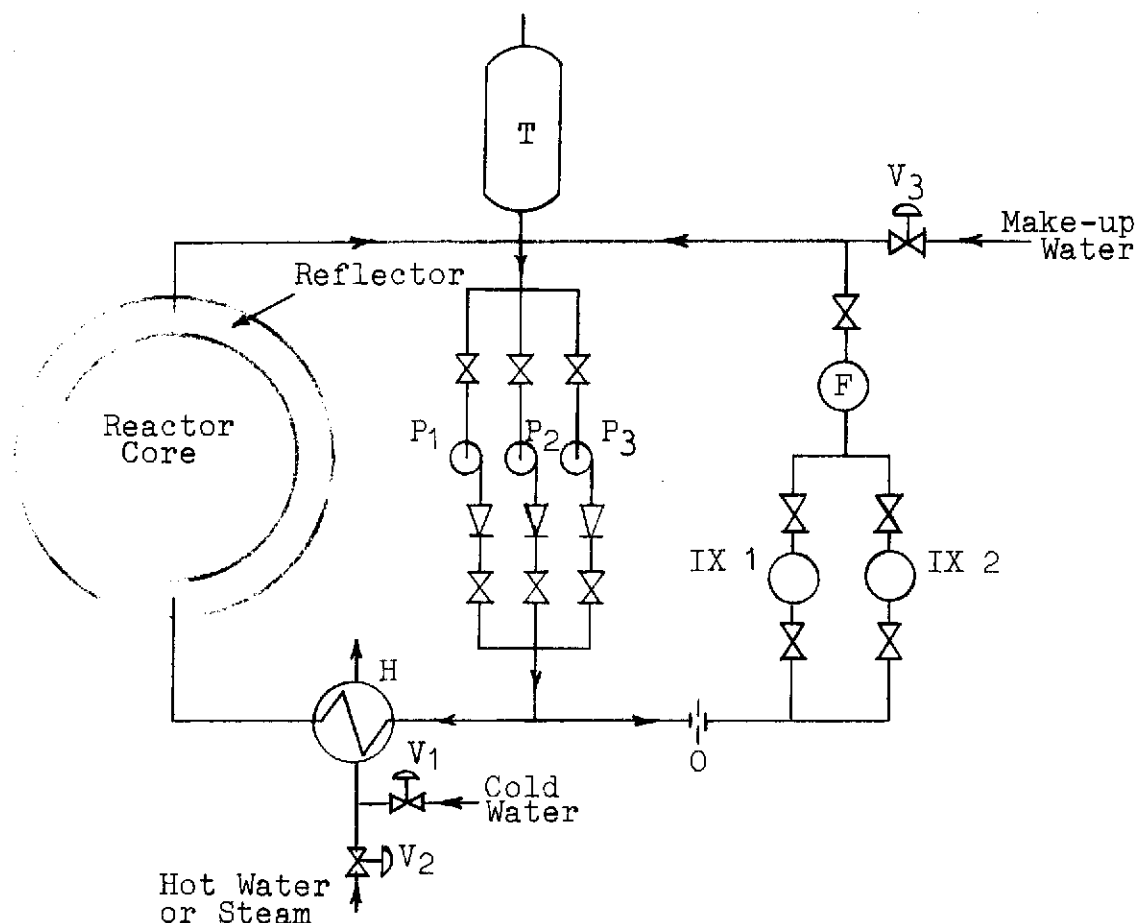 T
V3
Make-up
Water
Reflector
F
Reactor
Core
P1
P2
P3
IX 1
IX 2
H
V1
O
Cold
Water
V2
Hot Water
or Steam